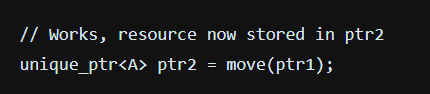 // Works, resource now stored in ptr2
unique_ptr<A> ptr2 = move(ptr1);